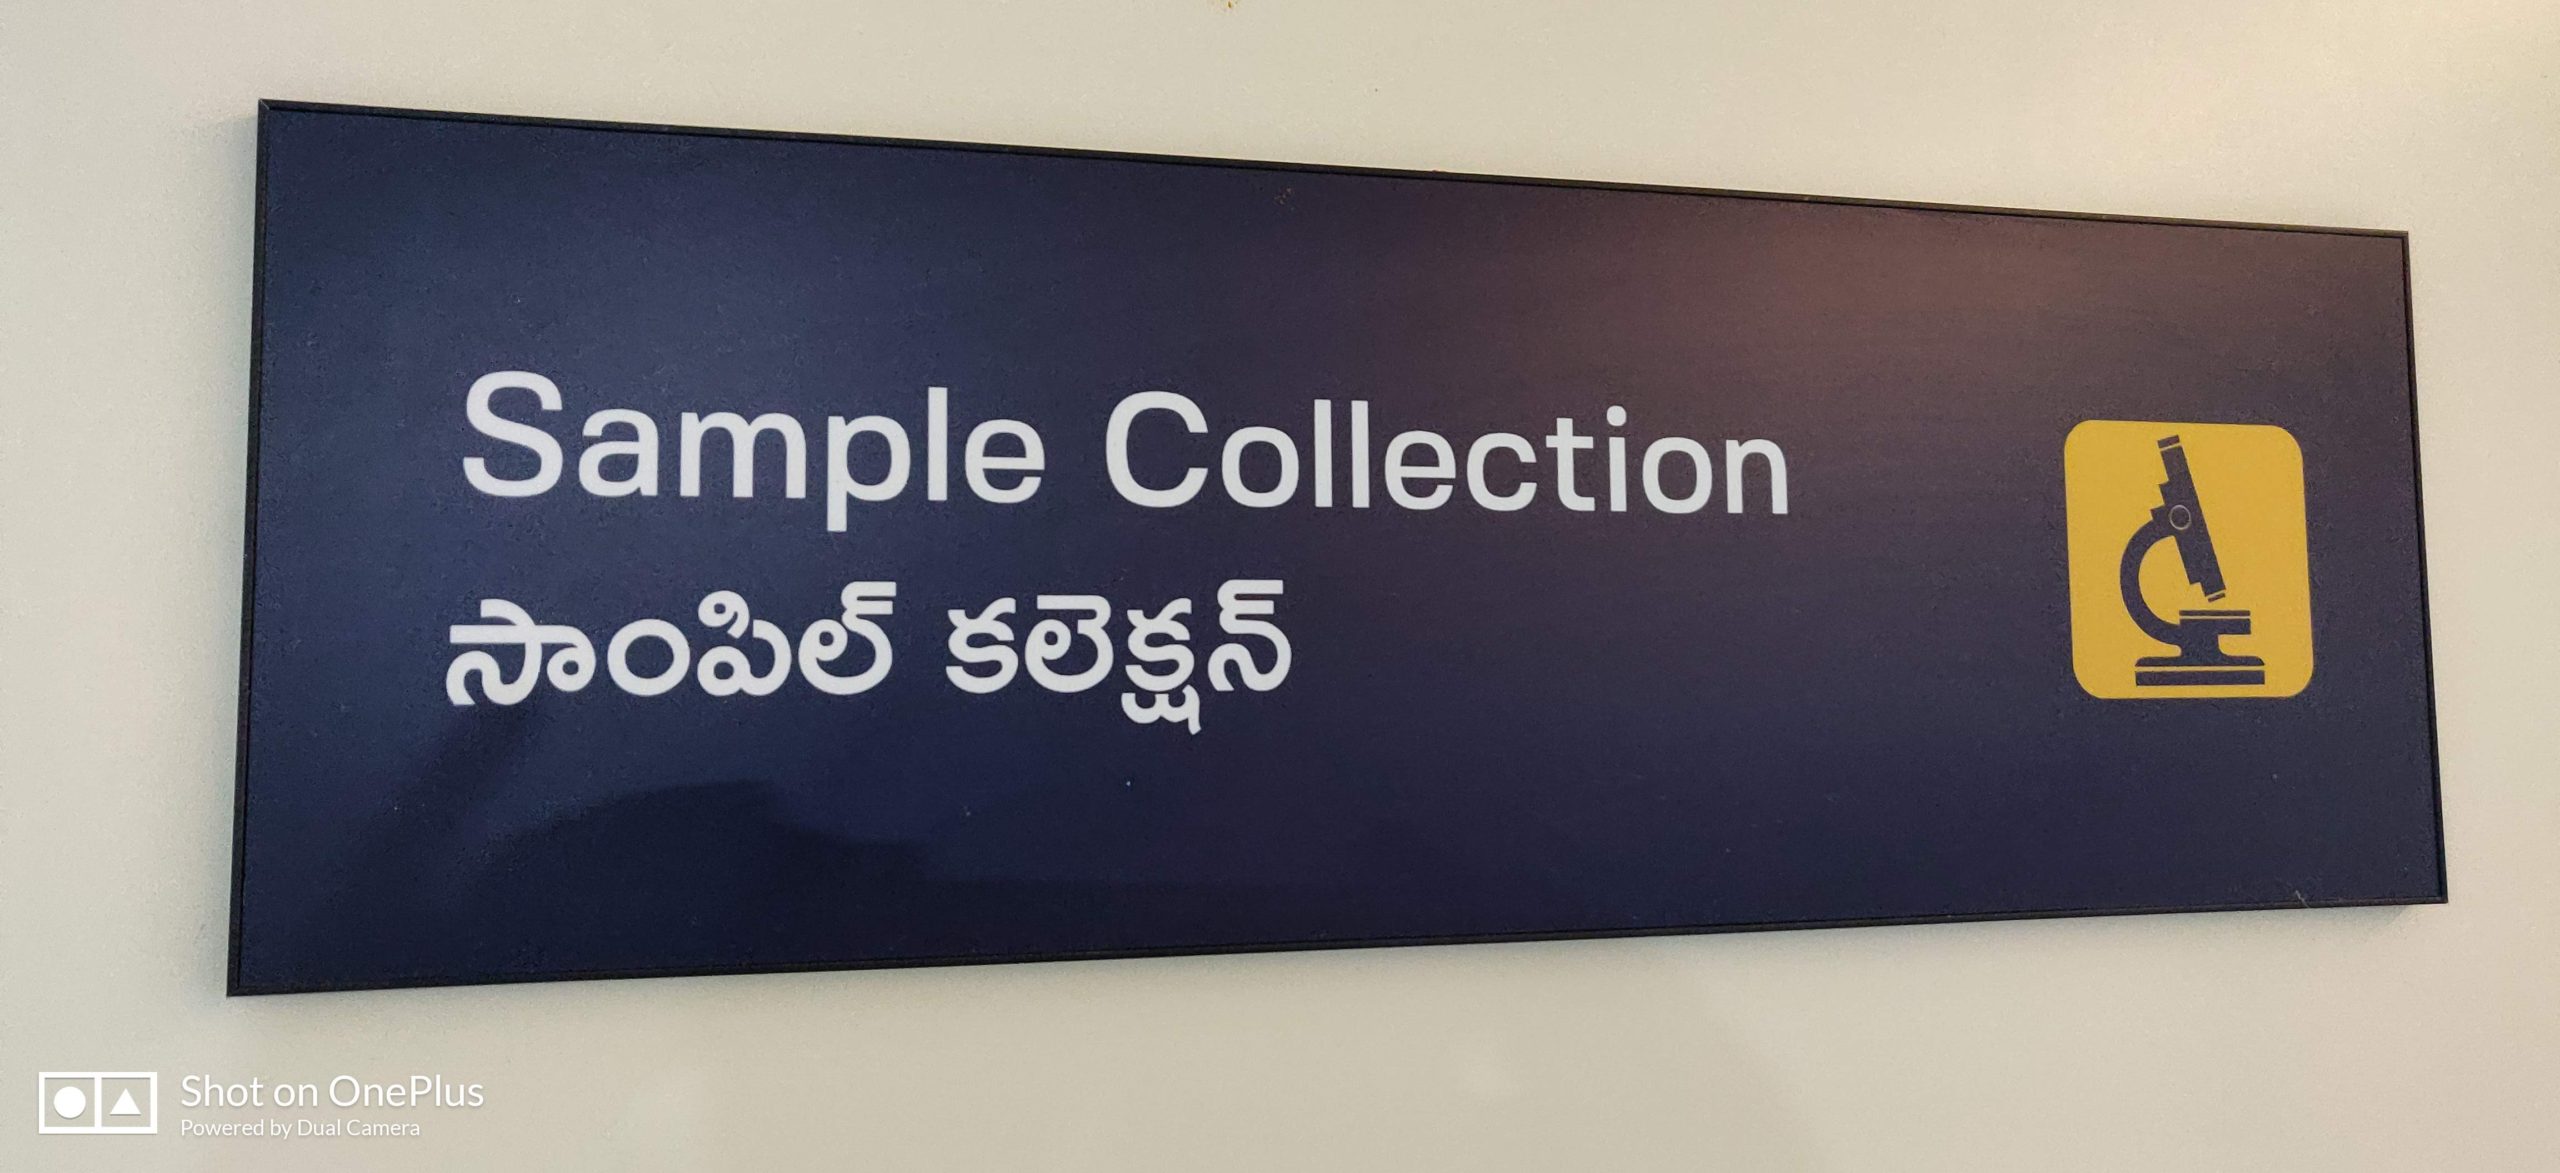 Sample Collection
సాంపిల్ కలెక్షన్
Shot on OnePlus
Powered by Dual Camera